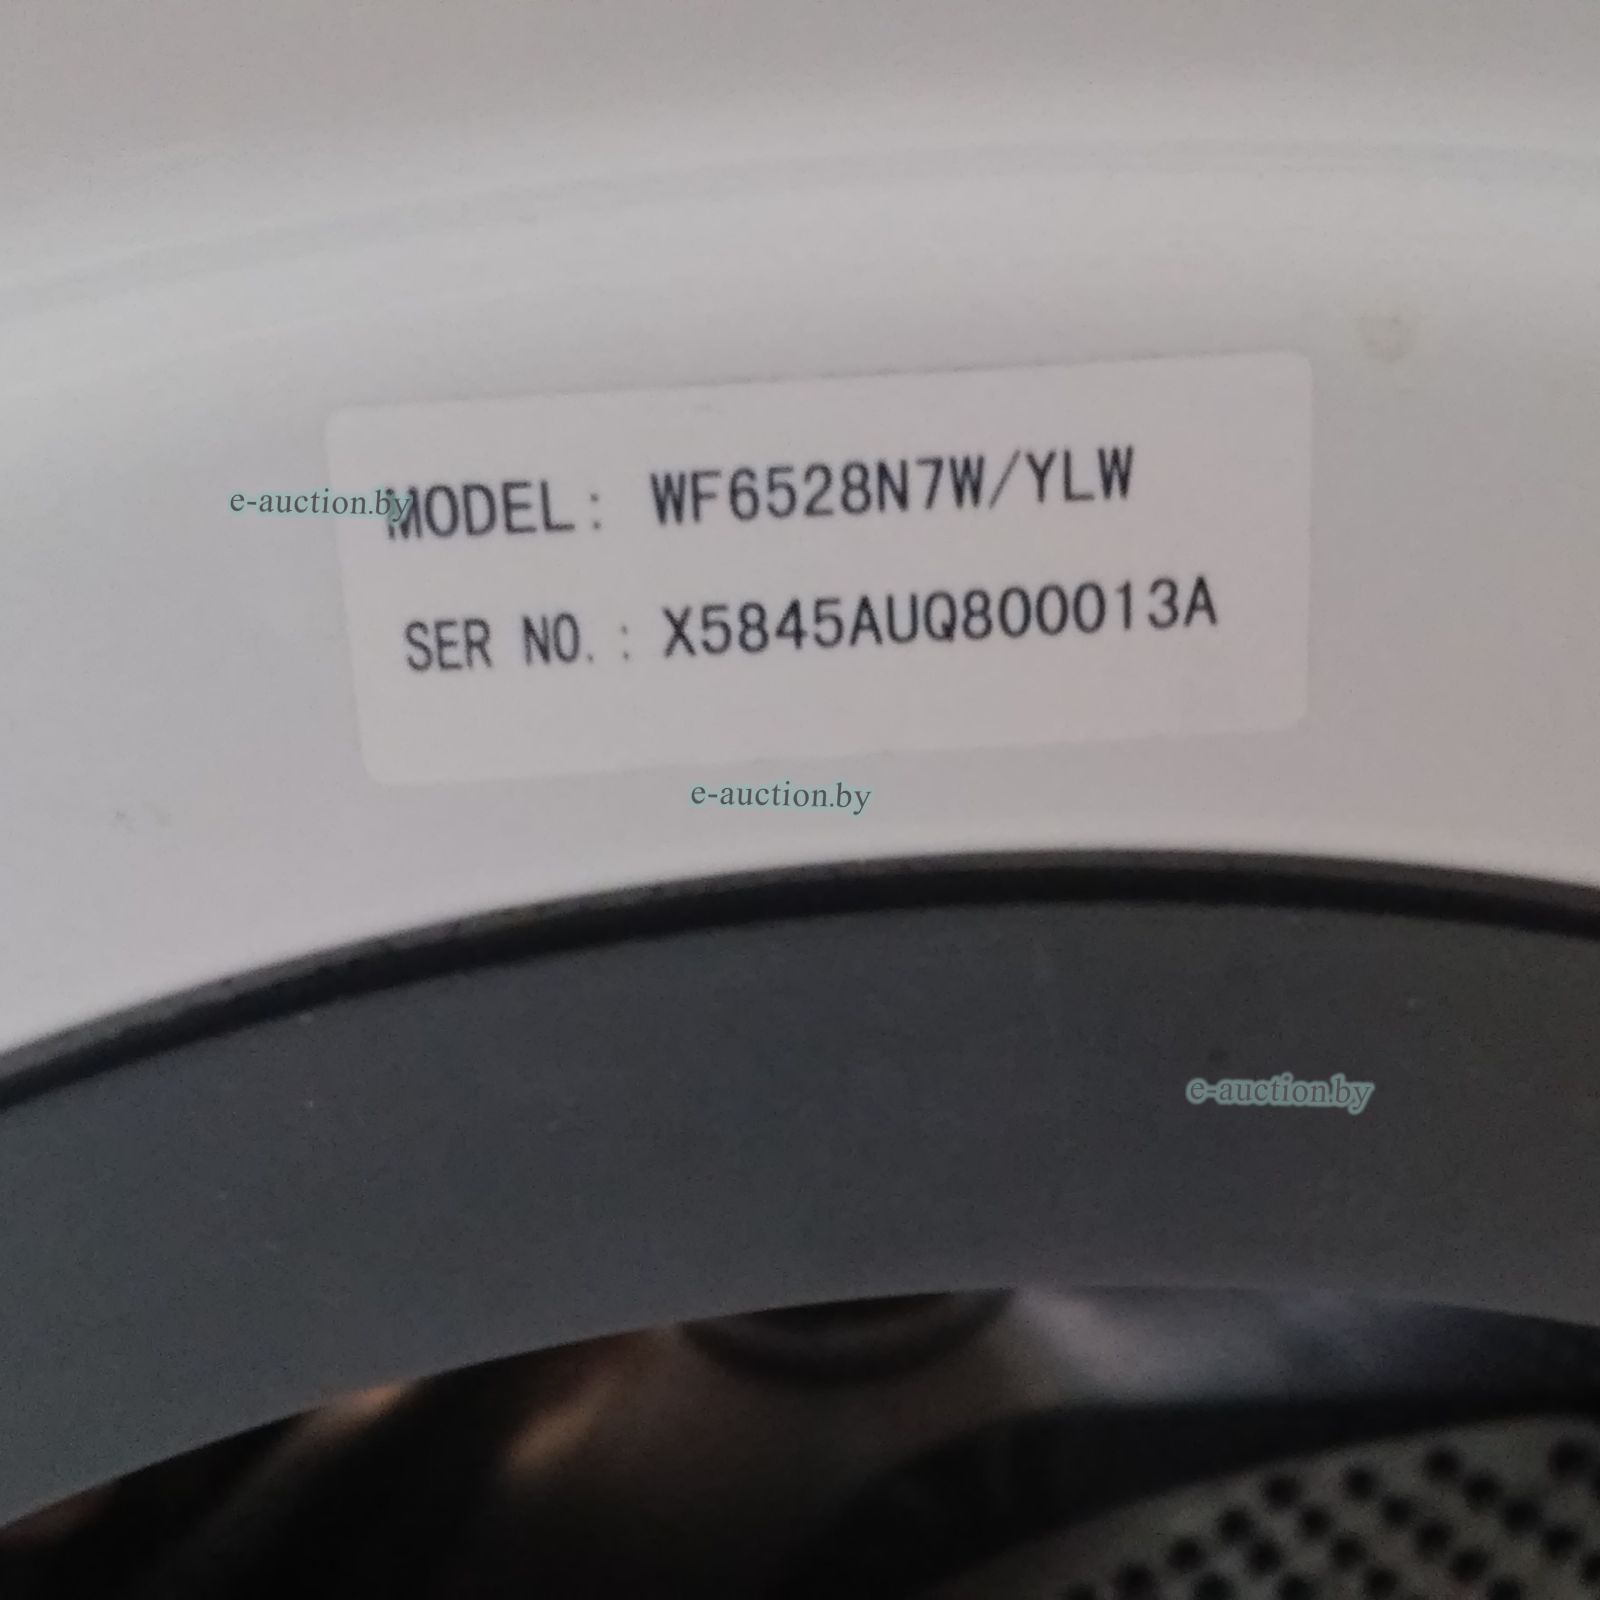 MODEL: WF6528N7W/YLW
SER NO.: X5845AUQ800013A
e-auction.by
e-auction.by
e-auction.by